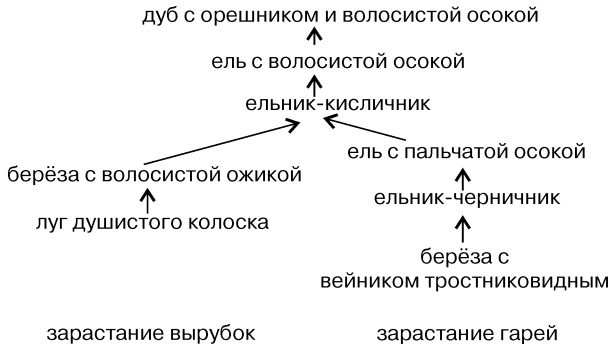 дуб с орешником и волосистой осокой
ель с волосистой осокой
ельник-кисличник
ель с пальчатой осокой
берёза с волосистой ожикой
ельник-черничник
луг душистого колоска
берёза с
вейником тростниковидным
зарастание вырубок
зарастание гарей